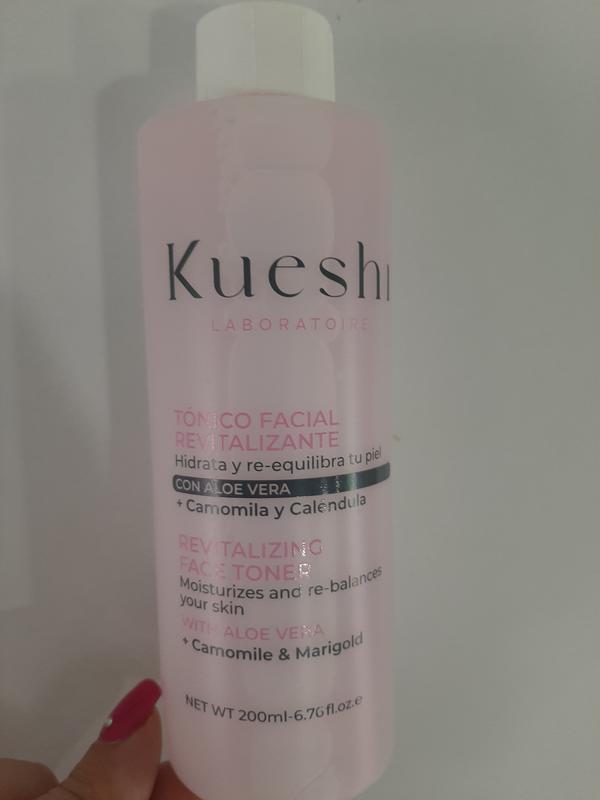 Kueshi
LABORATOIRE
TÓNICO FACIAL
REVITALIZANTE
Hidrata y re-equilibra tu piel
CON ALOE VERA
+ Camomila y Caléndula
REVITALIZING
FACE TONER
Moisturizes and re-balances
your skin
WITH ALOE VERA
+ Camomile & Marigold
NET WT 200ml-6.76fl.oz.e